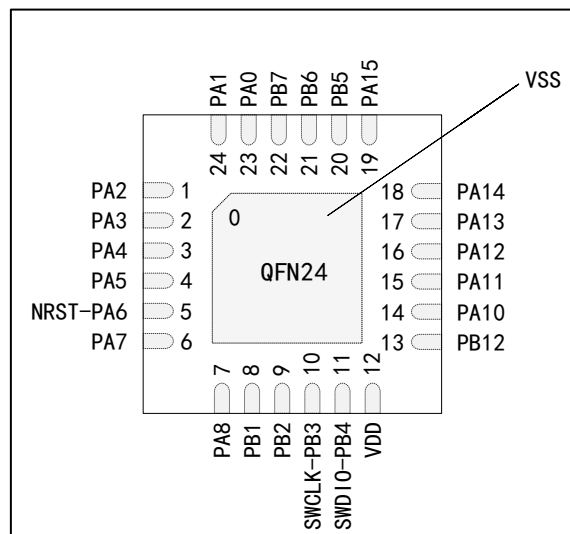 PA1 PA0 PB7 PB6 PB5 PA15
VSS
24 23 22 21 20 19
PA2 1
PA3 2
PA4 3
PA5 4
NRST-PA6 5
PA7 6
0
QFN24
18 PA14
17 PA13
16 PA12
15 PA11
14 PA10
13 PB12
7 8 9 10 11 12
PA8 PB1 PB2 SWCLK-PB3 SWDIO-PB4 VDD